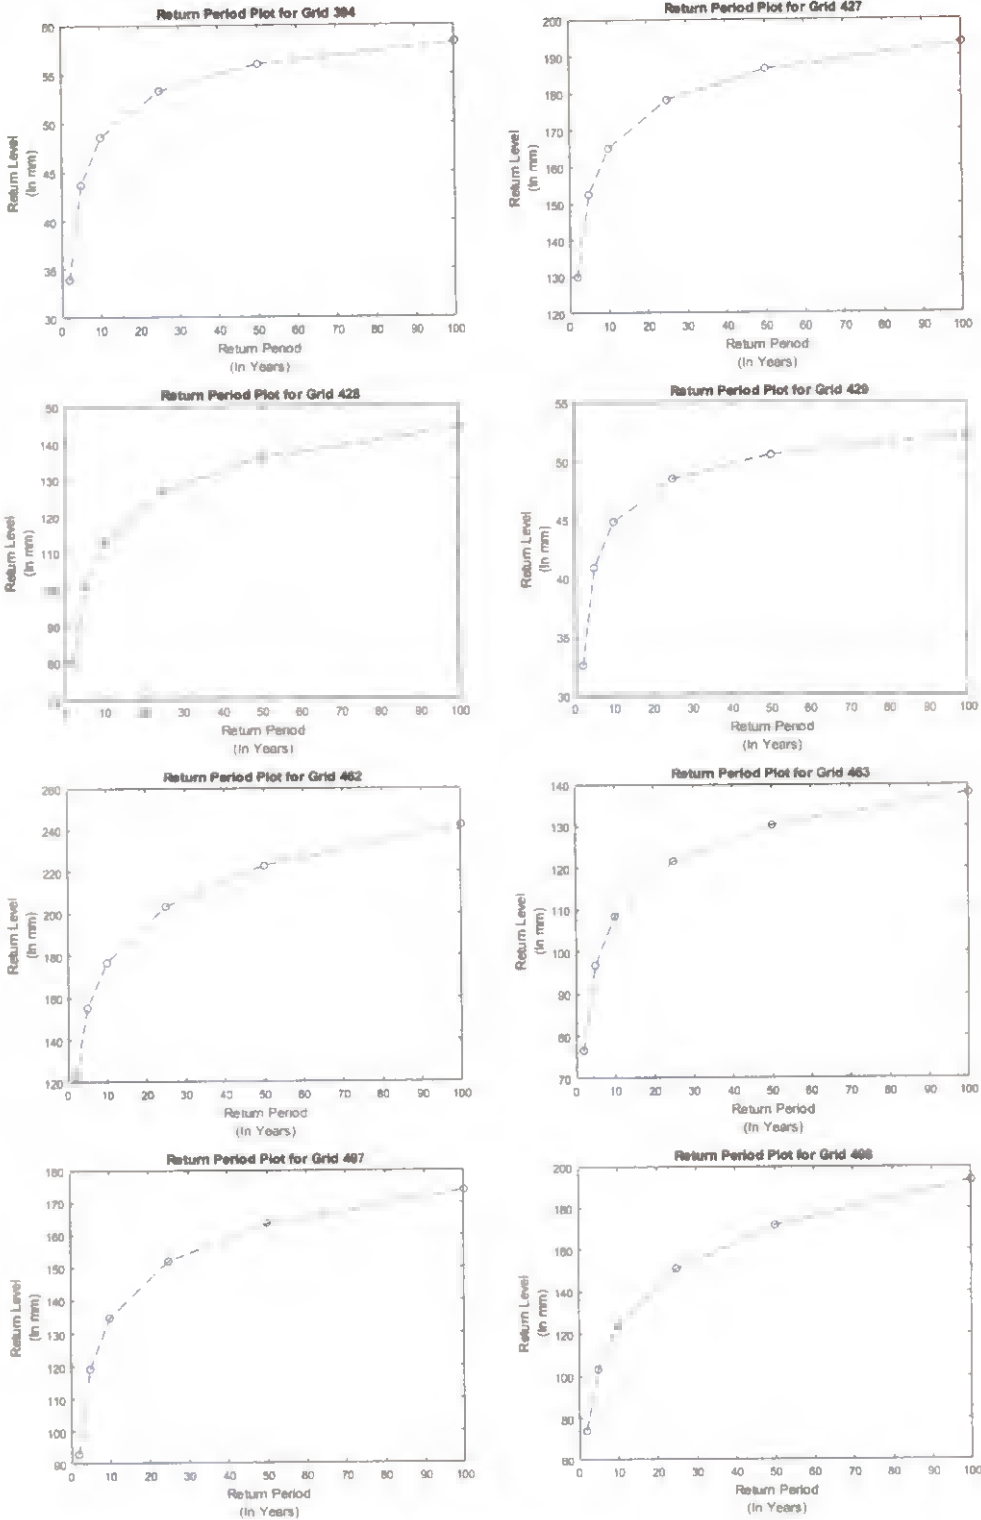 Return Period Plot for Grid 394
60
55
50
45
40
35
30
Return Level
(In mm)
0 10 20 30 40 50 60 70 80 90 100
Return Period
(In Years)
Return Period Plot for Grid 427
200
190
180
170
160
150
140
130
120
Return Level
(In mm)
0 10 20 30 40 50 60 70 80 90 100
Return Period
(In Years)
Return Period Plot for Grid 428
50
140
130
120
110
90
80
Return Level
(In mm)
10 30 40 50 60 70 80 90 100
Return Period
(In Years)
Return Period Plot for Grid 429
55
50
45
40
35
30
Return Level
(In mm)
0 10 20 30 40 50 60 70 80 90 100
Return Period
(In Years)
Return Period Plot for Grid 462
260
240
220
200
180
160
140
120
Return Level
(In mm)
0 10 20 30 40 50 60 70 80 90 100
Return Period
(In Years)
Return Period Plot for Grid 463
140
130
120
110
100
90
80
70
Return Level
(In mm)
0 10 20 30 40 50 60 70 80 90 100
Return Period
(In Years)
Return Period Plot for Grid 497
180
170
160
150
140
130
120
110
100
90
Return Level
(In mm)
0 10 20 30 40 50 60 70 80 90 100
Return Period
(In Years)
Return Period Plot for Grid 498
200
180
160
140
120
100
80
60
Return Level
(In mm)
0 10 20 30 40 50 60 70 80 90 100
Return Period
(In Years)